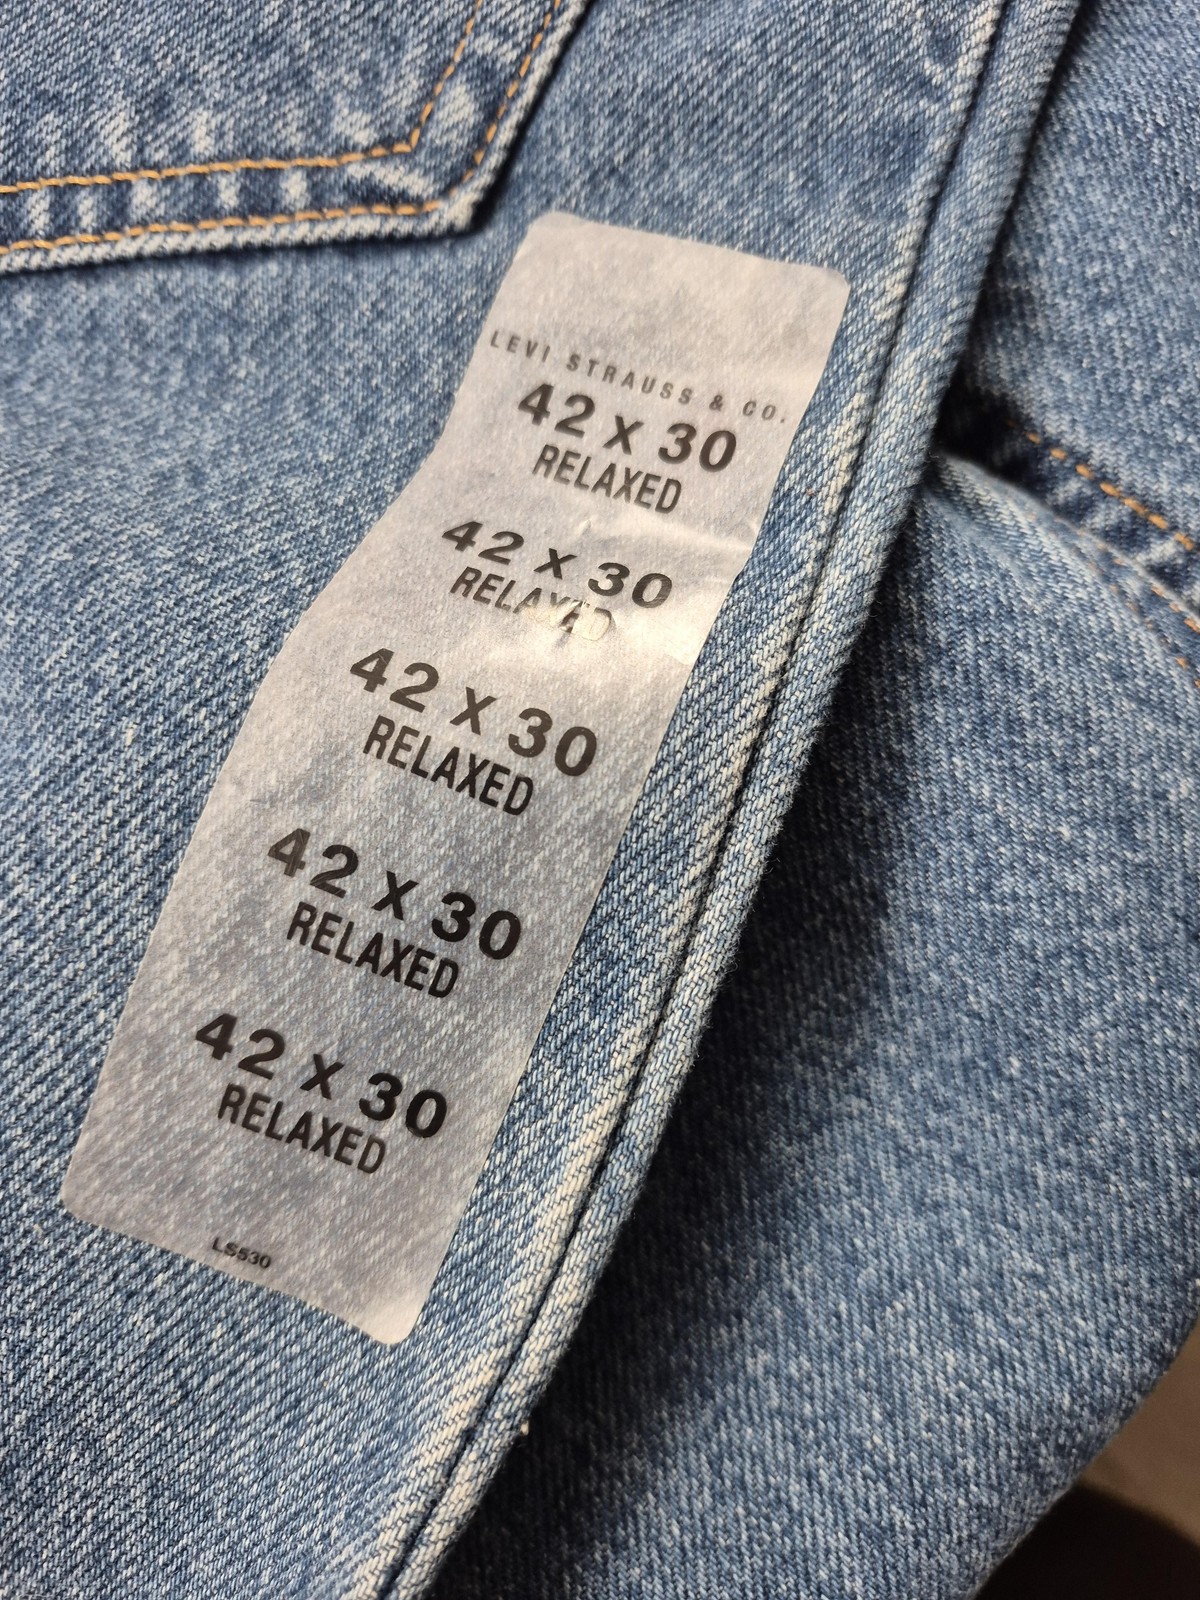 LEVI STRAUSS & CO.
42 X 30
RELAXED
42 X 30
RELAXED
42 X 30
RELAXED
42 X 30
RELAXED
42 X 30
RELAXED
LS530